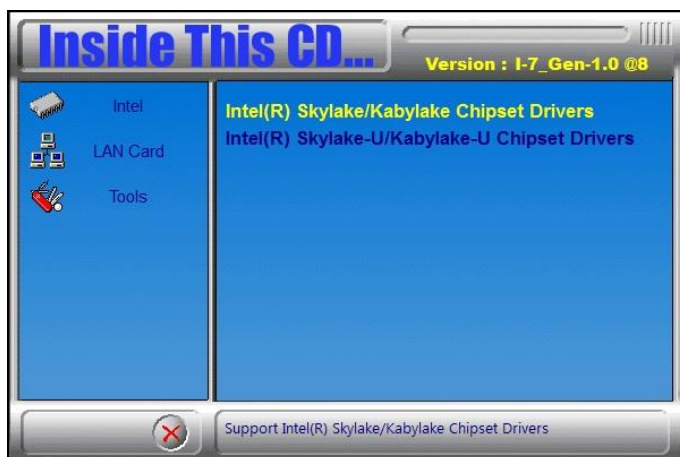 Inside This CD...
Version : I-7_Gen-1.0 @8
Intel
LAN Card
Tools
Intel(R) Skylake/Kabylake Chipset Drivers
Intel(R) Skylake-U/Kabylake-U Chipset Drivers
Support Intel(R) Skylake/Kabylake Chipset Drivers